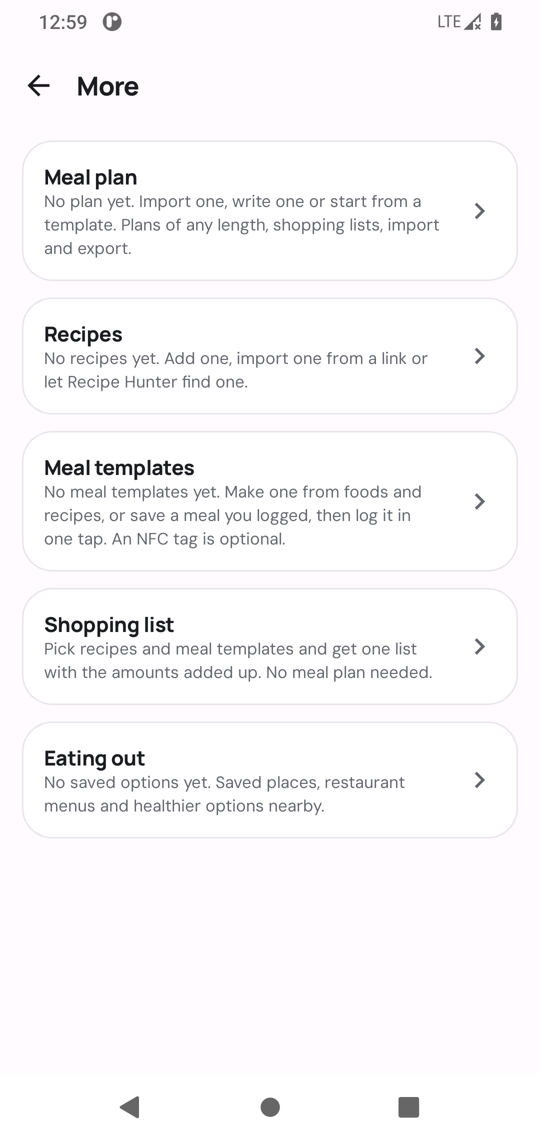 12:59
LTE
More
Meal plan
No plan yet. Import one, write one or start from a
template. Plans of any length, shopping lists, import
and export.
Recipes
No recipes yet. Add one, import one from a link or
let Recipe Hunter find one.
Meal templates
No meal templates yet. Make one from foods and
recipes, or save a meal you logged, then log it in
one tap. An NFC tag is optional.
Shopping list
Pick recipes and meal templates and get one list
with the amounts added up. No meal plan needed.
Eating out
No saved options yet. Saved places, restaurant
menus and healthier options nearby.